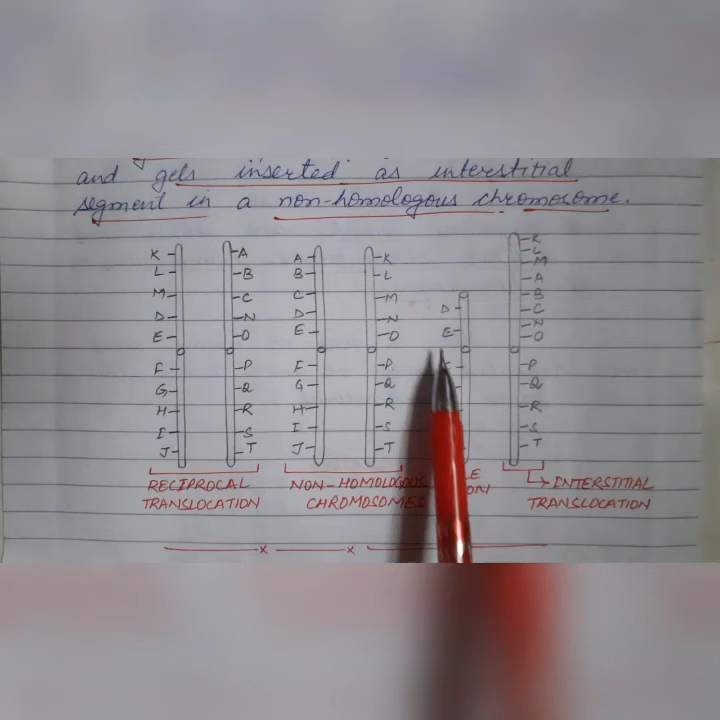 and gets inserted as interstitial
segment in a non-homologous chromosome.
K A A K K
L B B L L
M C C M M
D N D N A
E O E O B
D C
E N
O
F P F P P
G Q G Q Q
H R H R R
I S I S S
J T J T T
RECIPROCAL TRANSLOCATION
NON-HOMOLOGOUS CHROMOSOMES
INTERSTITIAL TRANSLOCATION
x x